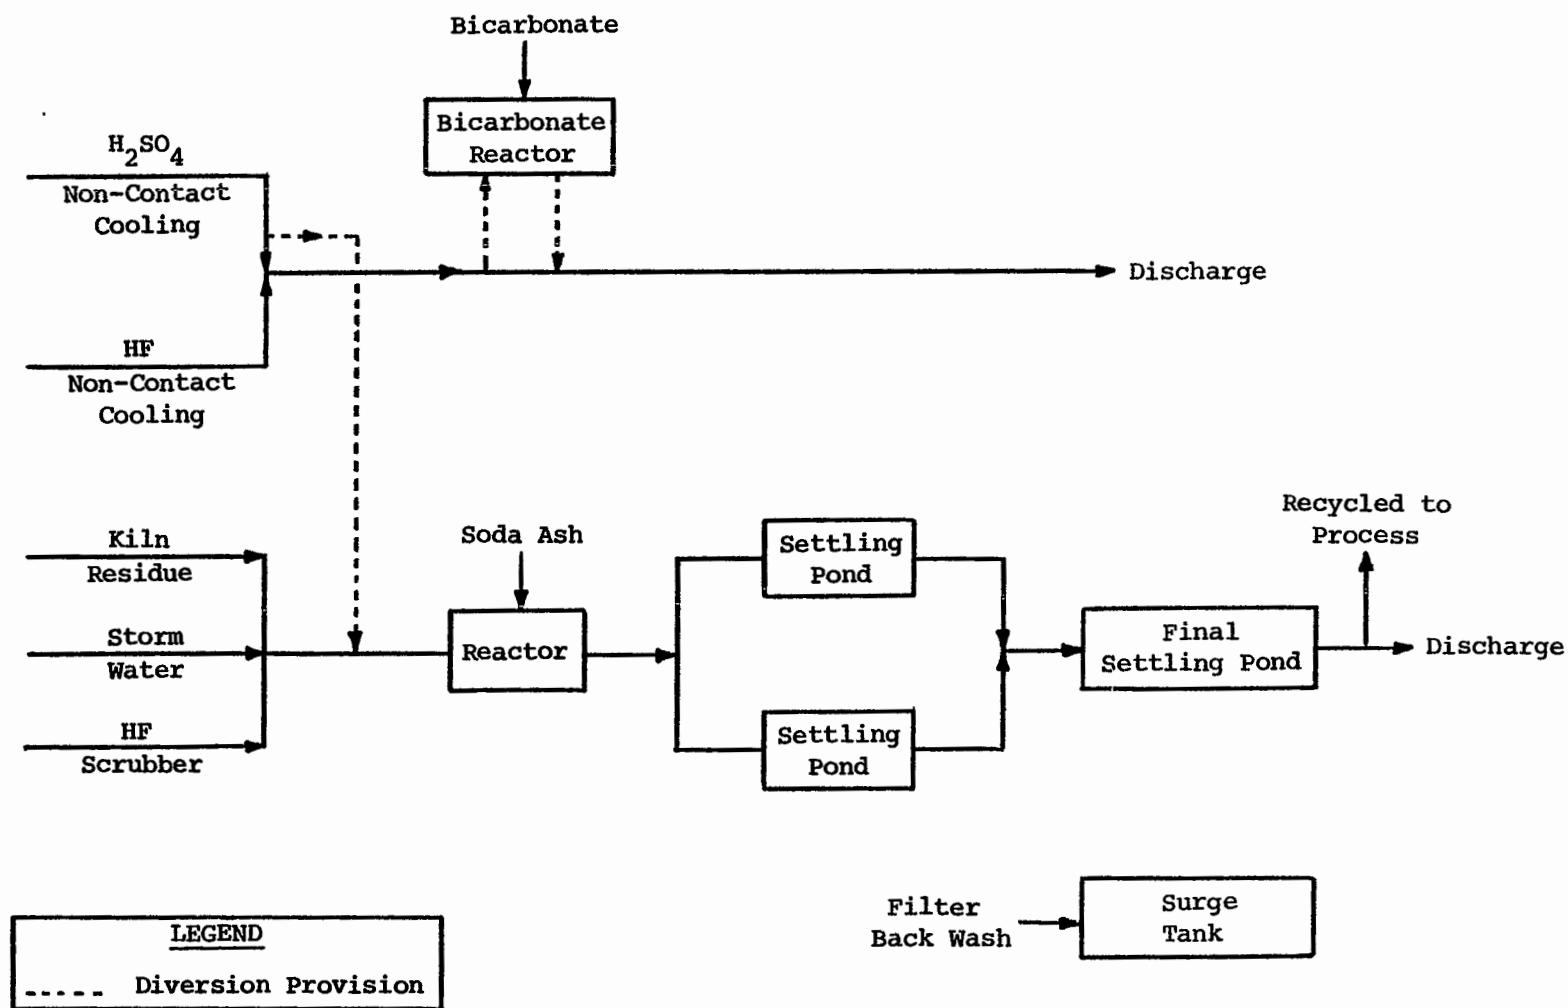 Bicarbonate
Bicarbonate
Reactor
H2SO4
Non-Contact
Cooling
Discharge
HF
Non-Contact
Cooling
Recycled to
Process
Kiln
Residue
Soda Ash
Settling
Pond
Storm
Water
Reactor
Final
Settling Pond
Discharge
HF
Scrubber
Settling
Pond
Filter
Back Wash
Surge
Tank
LEGEND
----- Diversion Provision